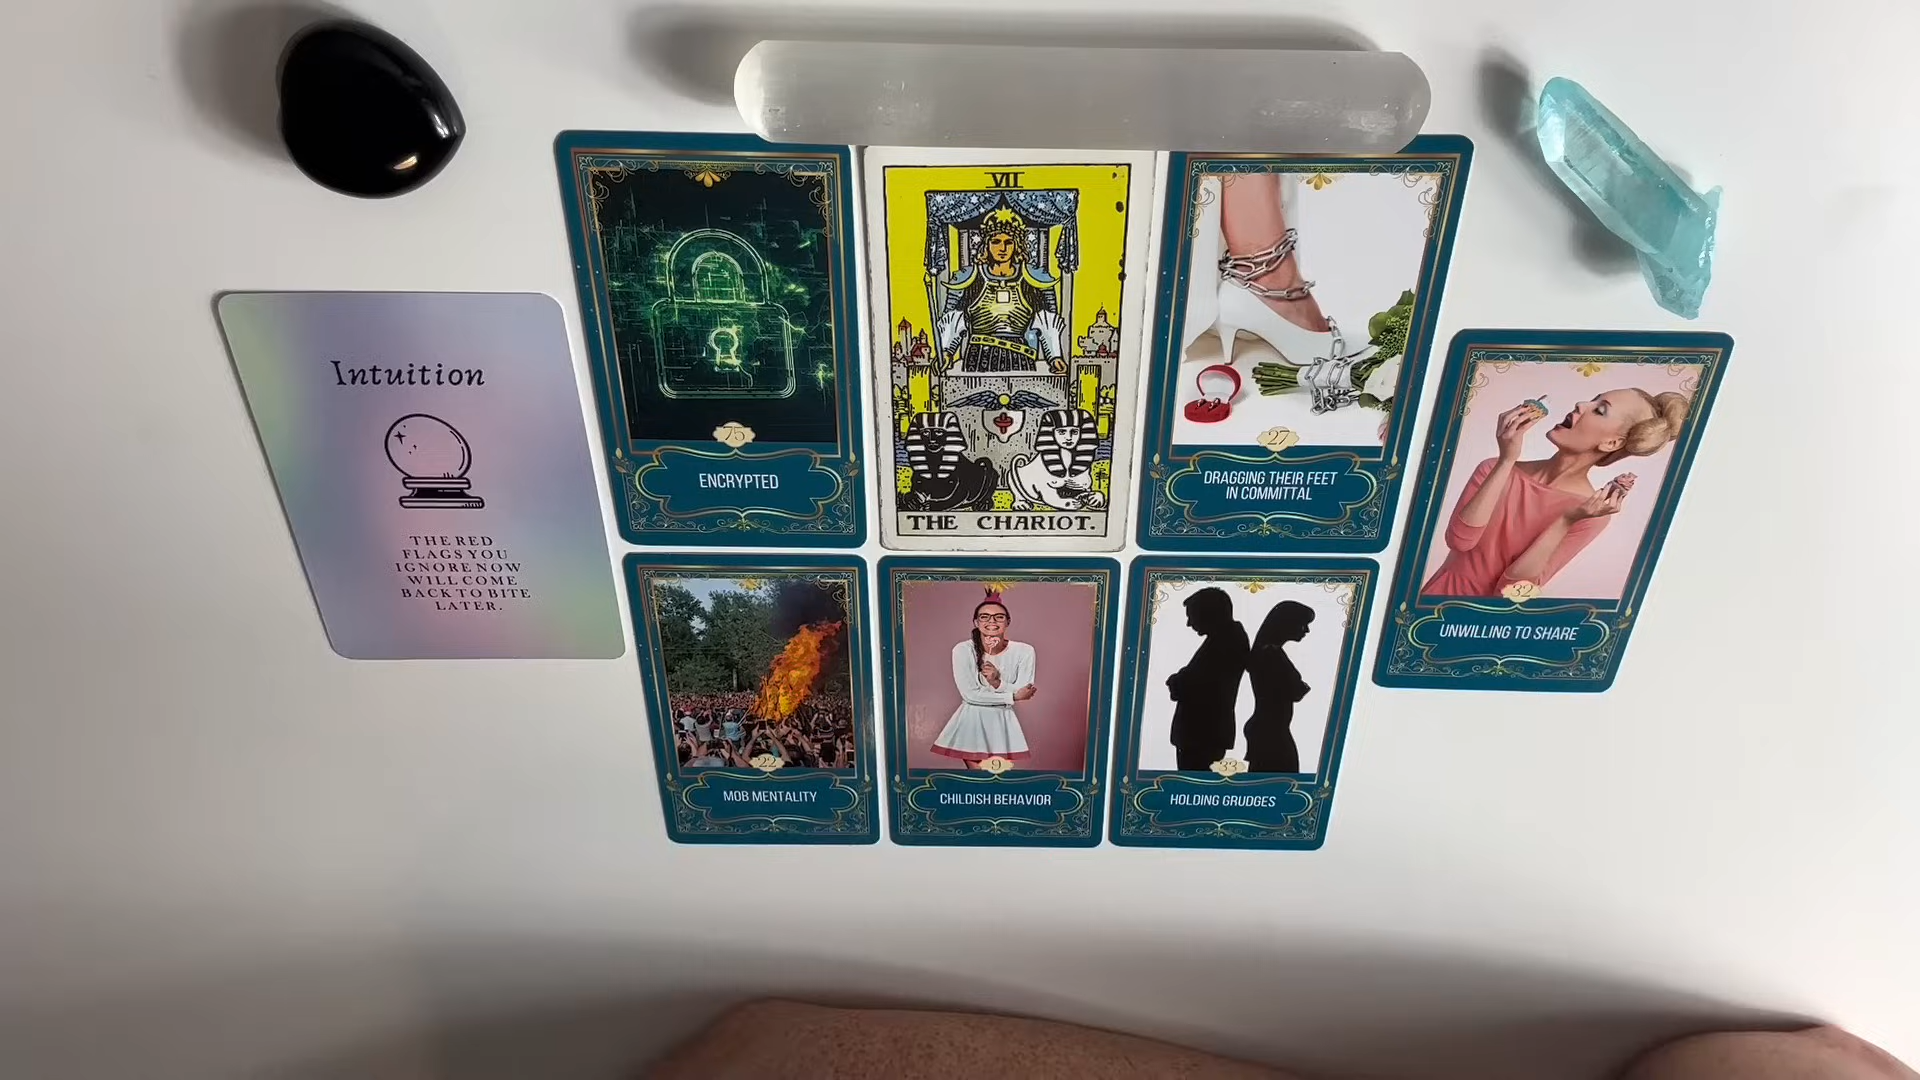 Intuition
THE RED
FLAGS YOU
IGNORE NOW
WILL COME
BACK TO BITE
LATER.
75
ENCRYPTED
VII
THE CHARIOT.
27
DRAGGING THEIR FEET
IN COMMITTAL
32
UNWILLING TO SHARE
22
MOB MENTALITY
9
CHILDISH BEHAVIOR
33
HOLDING GRUDGES